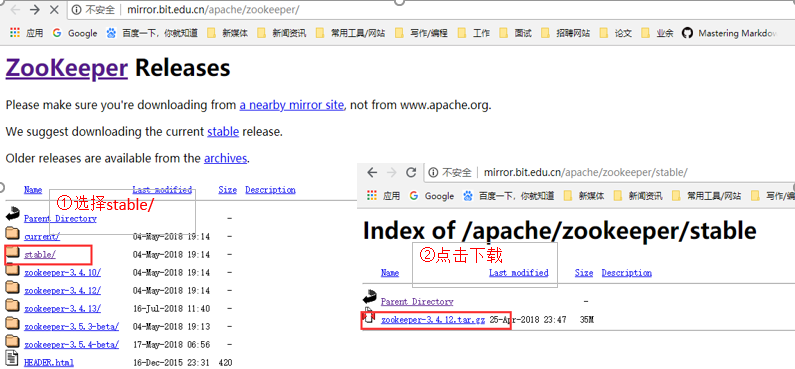 不安全 | mirror.bit.edu.cn/apache/zookeeper/
应用 Google 百度一下，你就知道 新媒体 新闻资讯 常用工具/网站 写作/编程 工作 面试 招聘网站 论文 业余 Mastering Markdow
ZooKeeper Releases
Please make sure you're downloading from a nearby mirror site, not from www.apache.org.
We suggest downloading the current stable release.
Older releases are available from the archives.
Name Last modified Size Description
①选择stable/
Parent Directory -
current/ 04-May-2018 19:14 -
stable/ 04-May-2018 19:14 -
zookeeper-3.4.10/ 04-May-2018 19:14 -
zookeeper-3.4.12/ 04-May-2018 19:14 -
zookeeper-3.4.13/ 16-Jul-2018 11:40 -
zookeeper-3.5.3-beta/ 04-May-2018 19:13 -
zookeeper-3.5.4-beta/ 17-May-2018 06:56 -
HEADER.html 16-Dec-2015 23:31 420
不安全 | mirror.bit.edu.cn/apache/zookeeper/stable/
应用 Google 百度一下，你就知道 新媒体 新闻资讯 常用工具/网站 写作/编
Index of /apache/zookeeper/stable
②点击下载
Name Last modified Size Description
Parent Directory -
zookeeper-3.4.12.tar.gz 25-Apr-2018 23:47 35M